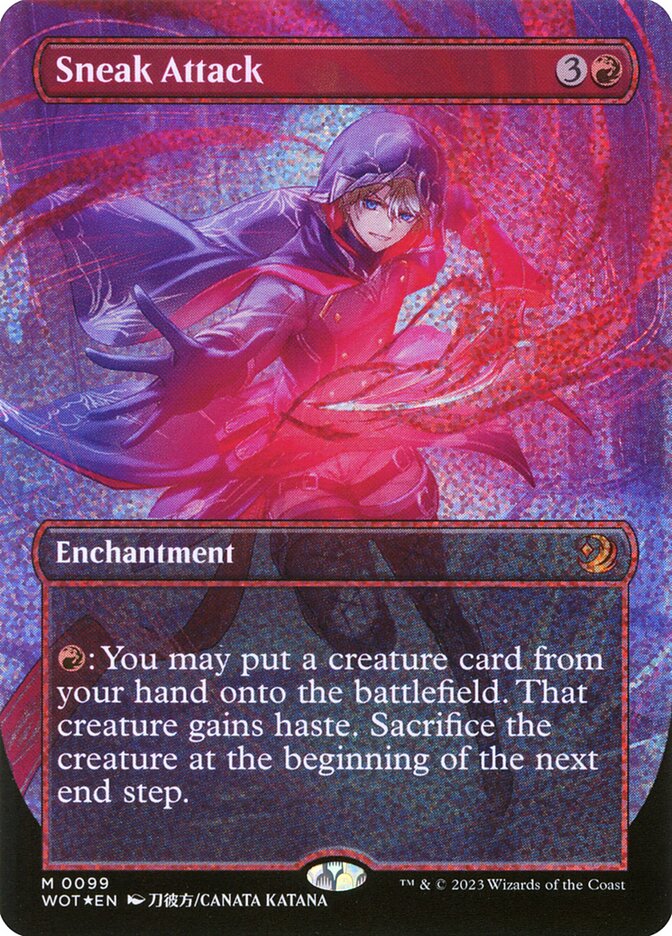 Sneak Attack 3
Enchantment
: You may put a creature card from
your hand onto the battlefield. That
creature gains haste. Sacrifice the
creature at the beginning of the next
end step.
M 0099
WOT★EN 刀彼方/CANATA KATANA
™ & © 2023 Wizards of the Coast